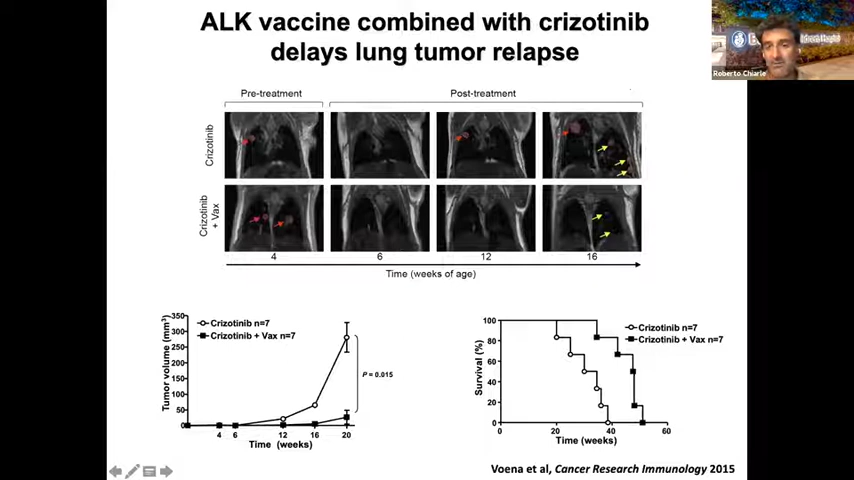 ALK vaccine combined with crizotinib
delays lung tumor relapse
Roberto Chiarle
Pre-treatment
Post-treatment
Crizotinib
Crizotinib
+ Vax
4
6
12
16
Time (weeks of age)
Tumor volume (mm³)
350
300
250
200
150
100
50
0
Crizotinib n=7
Crizotinib + Vax n=7
P = 0.015
4
6
12
16
20
Time (weeks)
Survival (%)
100
80
60
40
20
0
Crizotinib n=7
Crizotinib + Vax n=7
0
20
40
60
Time (weeks)
Voena et al, Cancer Research Immunology 2015